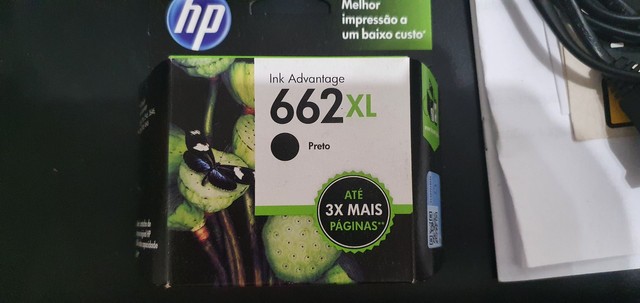 hp
Melhor
impressão a
um baixo custo*
Ink Advantage
662XL
Preto
ATÉ
3X MAIS
PÁGINAS**